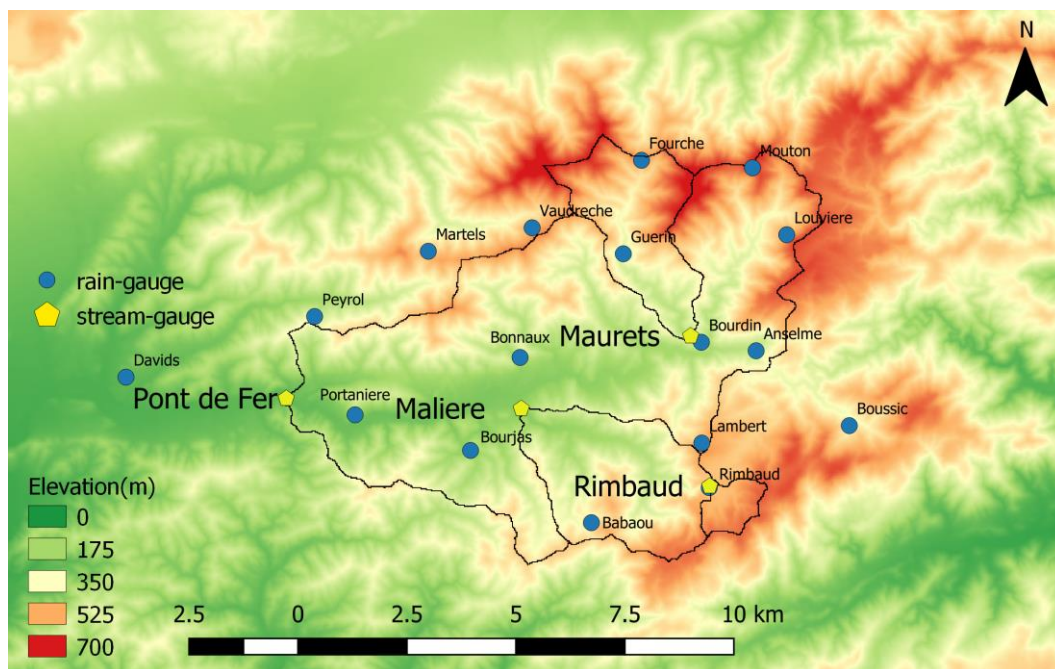 N
Fourche
Mouton
Vaudreche
Louviere
Martels
Guerin
rain-gauge
stream-gauge
Peyrol
Bonnaux
Maurets
Bourdin
Anselme
Davids
Pont de Fer
Portaniere
Maliere
Boussic
Lambert
Bourjas
Rimbaud
Rimbaud
Babaou
Elevation(m)
0
175
350
525
700
2.5 0 2.5 5 7.5 10 km